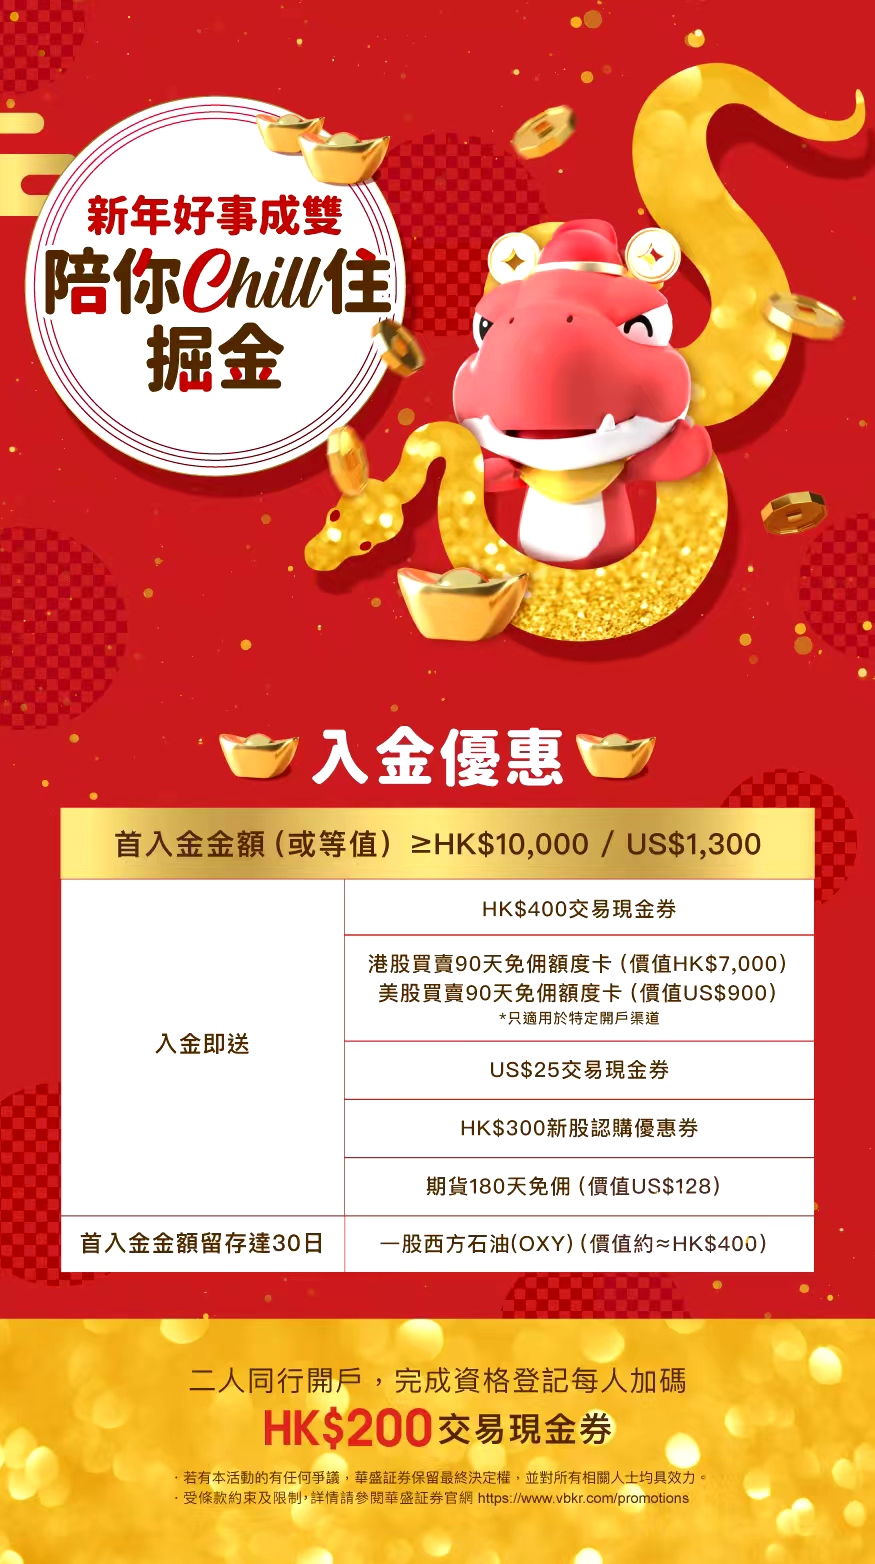 新年好事成雙
陪你Chill住
掘金
入金優惠
首入金金額（或等值）≥HK$10,000 / US$1,300
入金即送
HK$400交易現金券
港股買賣90天免佣額度卡（價值HK$7,000）
美股買賣90天免佣額度卡（價值US$900）
*只適用於特定開戶渠道
US$25交易現金券
HK$300新股認購優惠券
期貨180天免佣（價值US$128）
首入金金額留存達30日
一股西方石油(OXY)（價值約≈HK$400）
二人同行開戶，完成資格登記每人加碼
HK$200交易現金券
· 若有本活動的有任何爭議，華盛証券保留最終決定權，並對所有相關人士均具效力。
· 受條款約束及限制，詳情請參閱華盛証券官網 https://www.vbkr.com/promotions